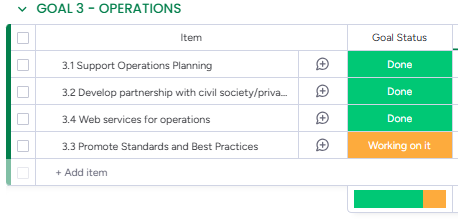 GOAL 3 - OPERATIONS
Item Goal Status
3.1 Support Operations Planning Done
3.2 Develop partnership with civil society/priva... Done
3.4 Web services for operations Done
3.3 Promote Standards and Best Practices Working on it
+ Add item